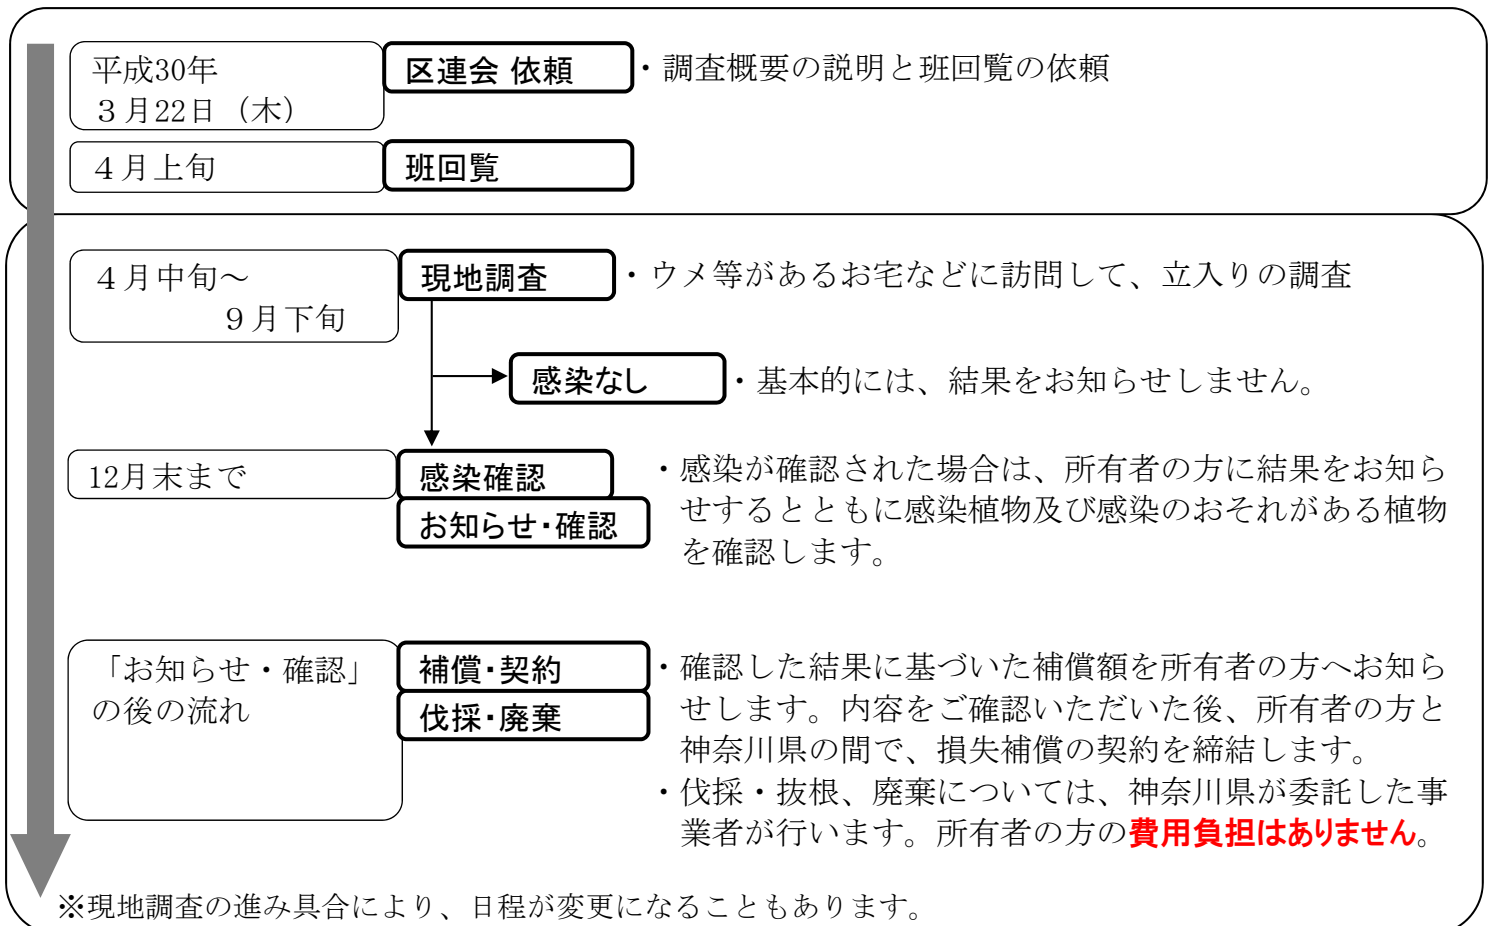 平成30年
３月22日（木）
区連会 依頼
・調査概要の説明と班回覧の依頼
４月上旬
班回覧
４月中旬～
９月下旬
現地調査
・ウメ等があるお宅などに訪問して、立入りの調査
感染なし
・基本的には、結果をお知らせしません。
12月末まで
感染確認
お知らせ・確認
・感染が確認された場合は、所有者の方に結果をお知ら
せするとともに感染植物及び感染のおそれがある植物
を確認します。
「お知らせ・確認」
の後の流れ
補償・契約
伐採・廃棄
・確認した結果に基づいた補償額を所有者の方へお知ら
せします。内容をご確認いただいた後、所有者の方と
神奈川県の間で、損失補償の契約を締結します。
・伐採・抜根、廃棄については、神奈川県が委託した事
業者が行います。所有者の方の費用負担はありません。
※現地調査の進み具合により、日程が変更になることもあります。